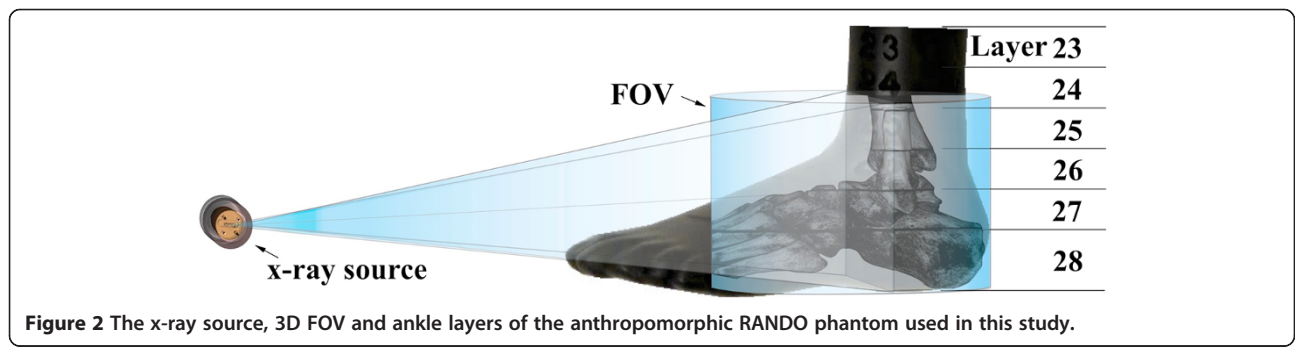 23
24
Layer 23
24
25
26
27
28
FOV
x-ray source
Figure 2 The x-ray source, 3D FOV and ankle layers of the anthropomorphic RANDO phantom used in this study.